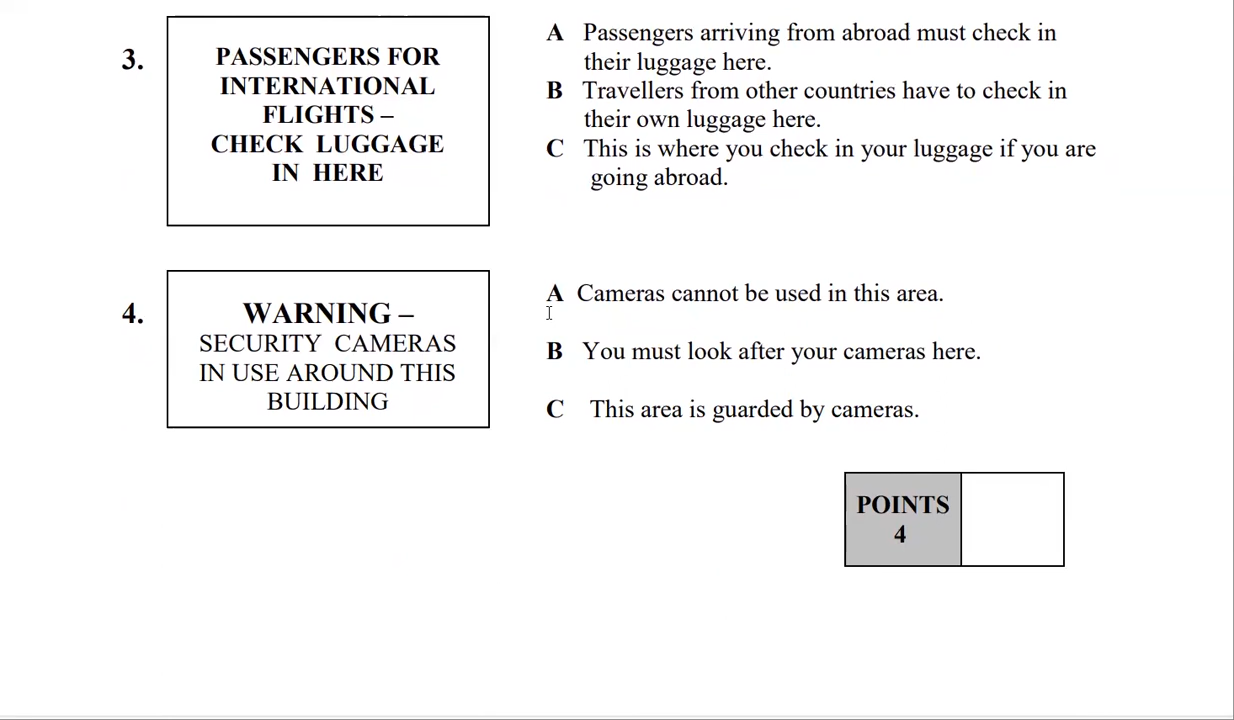 3.
PASSENGERS FOR
INTERNATIONAL
FLIGHTS –
CHECK LUGGAGE
IN HERE
A Passengers arriving from abroad must check in
their luggage here.
B Travellers from other countries have to check in
their own luggage here.
C This is where you check in your luggage if you are
going abroad.
4.
WARNING –
SECURITY CAMERAS
IN USE AROUND THIS
BUILDING
A Cameras cannot be used in this area.
B You must look after your cameras here.
C This area is guarded by cameras.
POINTS
4